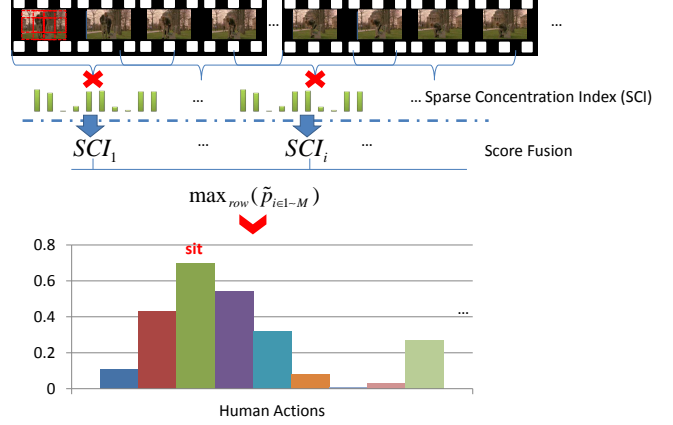 ...
...
... 
... Sparse Concentration Index (SCI)
SCI₁ ... SCIᵢ ... Score Fusion
max_row(p̃_{i∈1~M})
0.8
sit
0.6
0.4
...
0.2
0
Human Actions